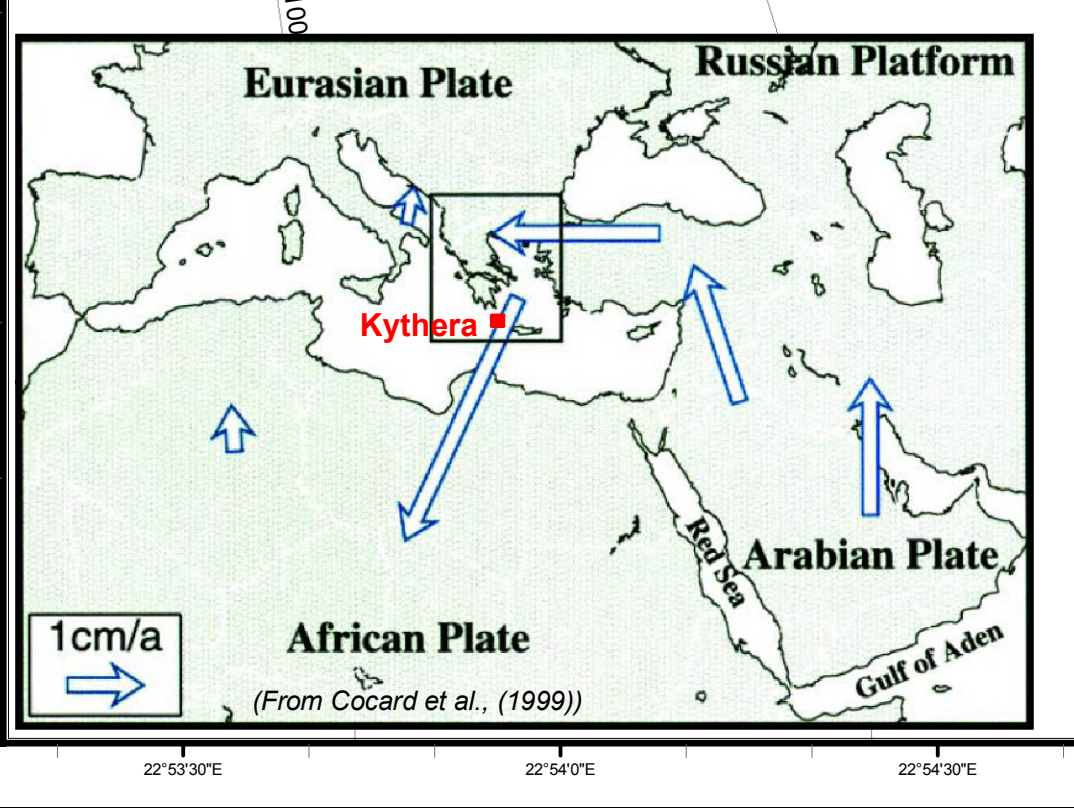 00
Eurasian Plate
Russian Platform
Kythera
Red Sea
Arabian Plate
1cm/a
African Plate
Gulf of Aden
(From Cocard et al., (1999))
22°53'30"E
22°54'0"E
22°54'30"E